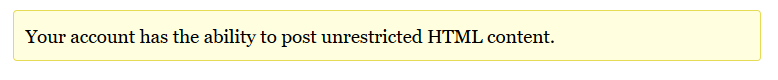 Your account has the ability to post unrestricted HTML content.